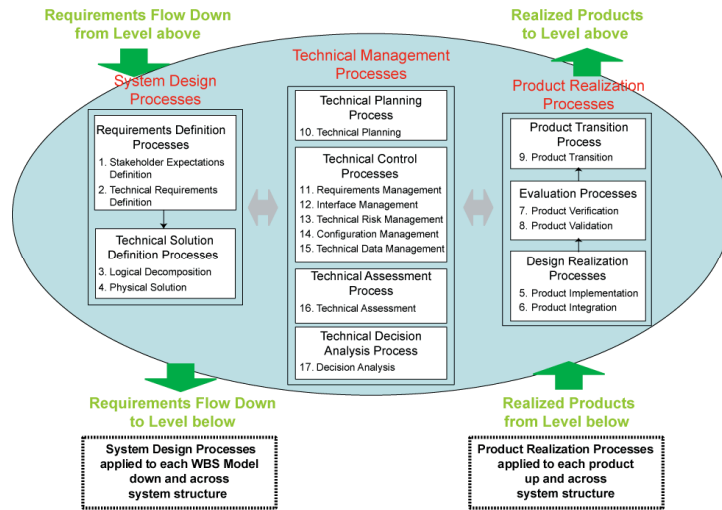 Requirements Flow Down
from Level above
Realized Products
to Level above
System Design
Processes
Technical Management
Processes
Product Realization
Processes
Requirements Definition
Processes
1. Stakeholder Expectations
Definition
2. Technical Requirements
Definition
Technical Solution
Definition Processes
3. Logical Decomposition
4. Physical Solution
Technical Planning
Process
10. Technical Planning
Technical Control
Processes
11. Requirements Management
12. Interface Management
13. Technical Risk Management
14. Configuration Management
15. Technical Data Management
Technical Assessment
Process
16. Technical Assessment
Technical Decision
Analysis Process
17. Decision Analysis
Product Transition
Process
9. Product Transition
Evaluation Processes
7. Product Verification
8. Product Validation
Design Realization
Processes
5. Product Implementation
6. Product Integration
Requirements Flow Down
to Level below
Realized Products
from Level below
System Design Processes
applied to each WBS Model
down and across
system structure
Product Realization Processes
applied to each product
up and across
system structure